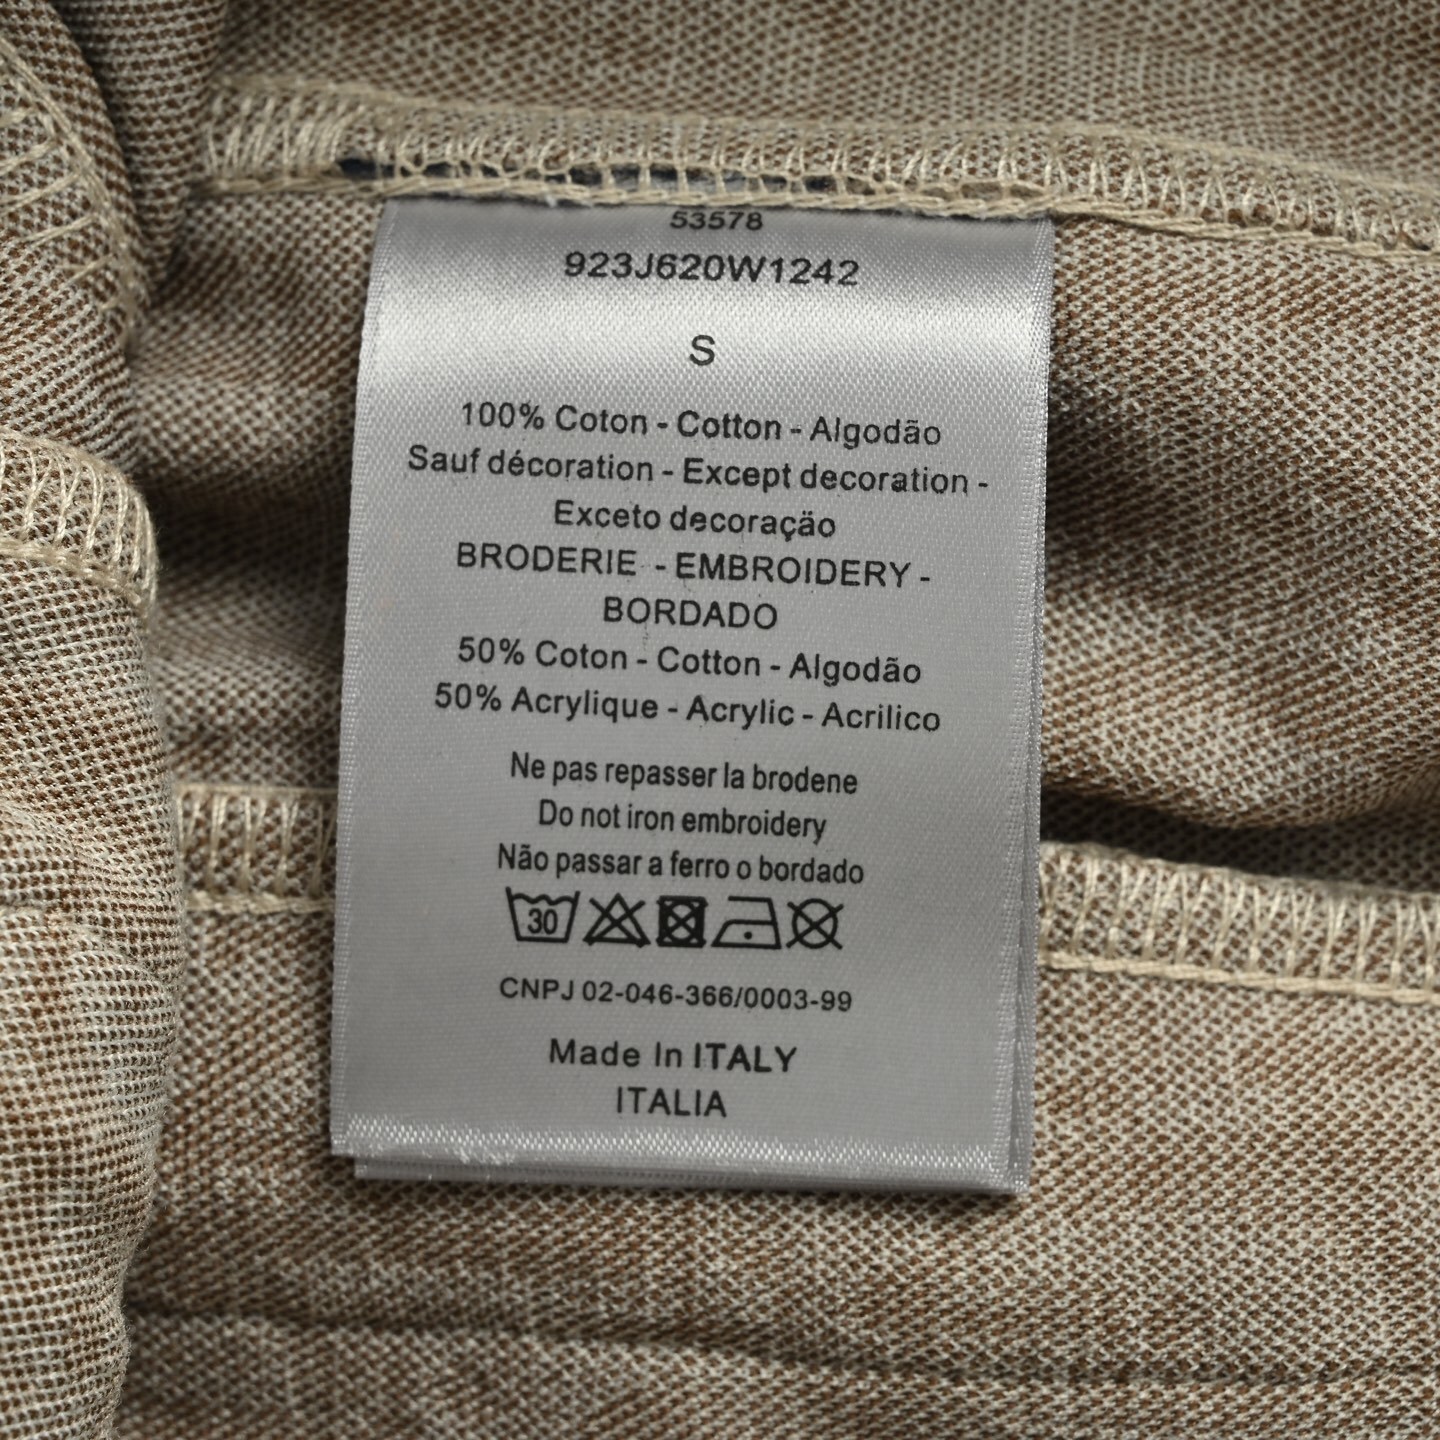 53578
923J620W1242
S
100% Coton - Cotton - Algodão
Sauf décoration - Except decoration -
Exceto decoração
BRODERIE - EMBROIDERY -
BORDADO
50% Coton - Cotton - Algodão
50% Acrylique - Acrylic - Acrilico
Ne pas repasser la brodene
Do not iron embroidery
Não passar a ferro o bordado
30
CNPJ 02-046-366/0003-99
Made In ITALY
ITALIA